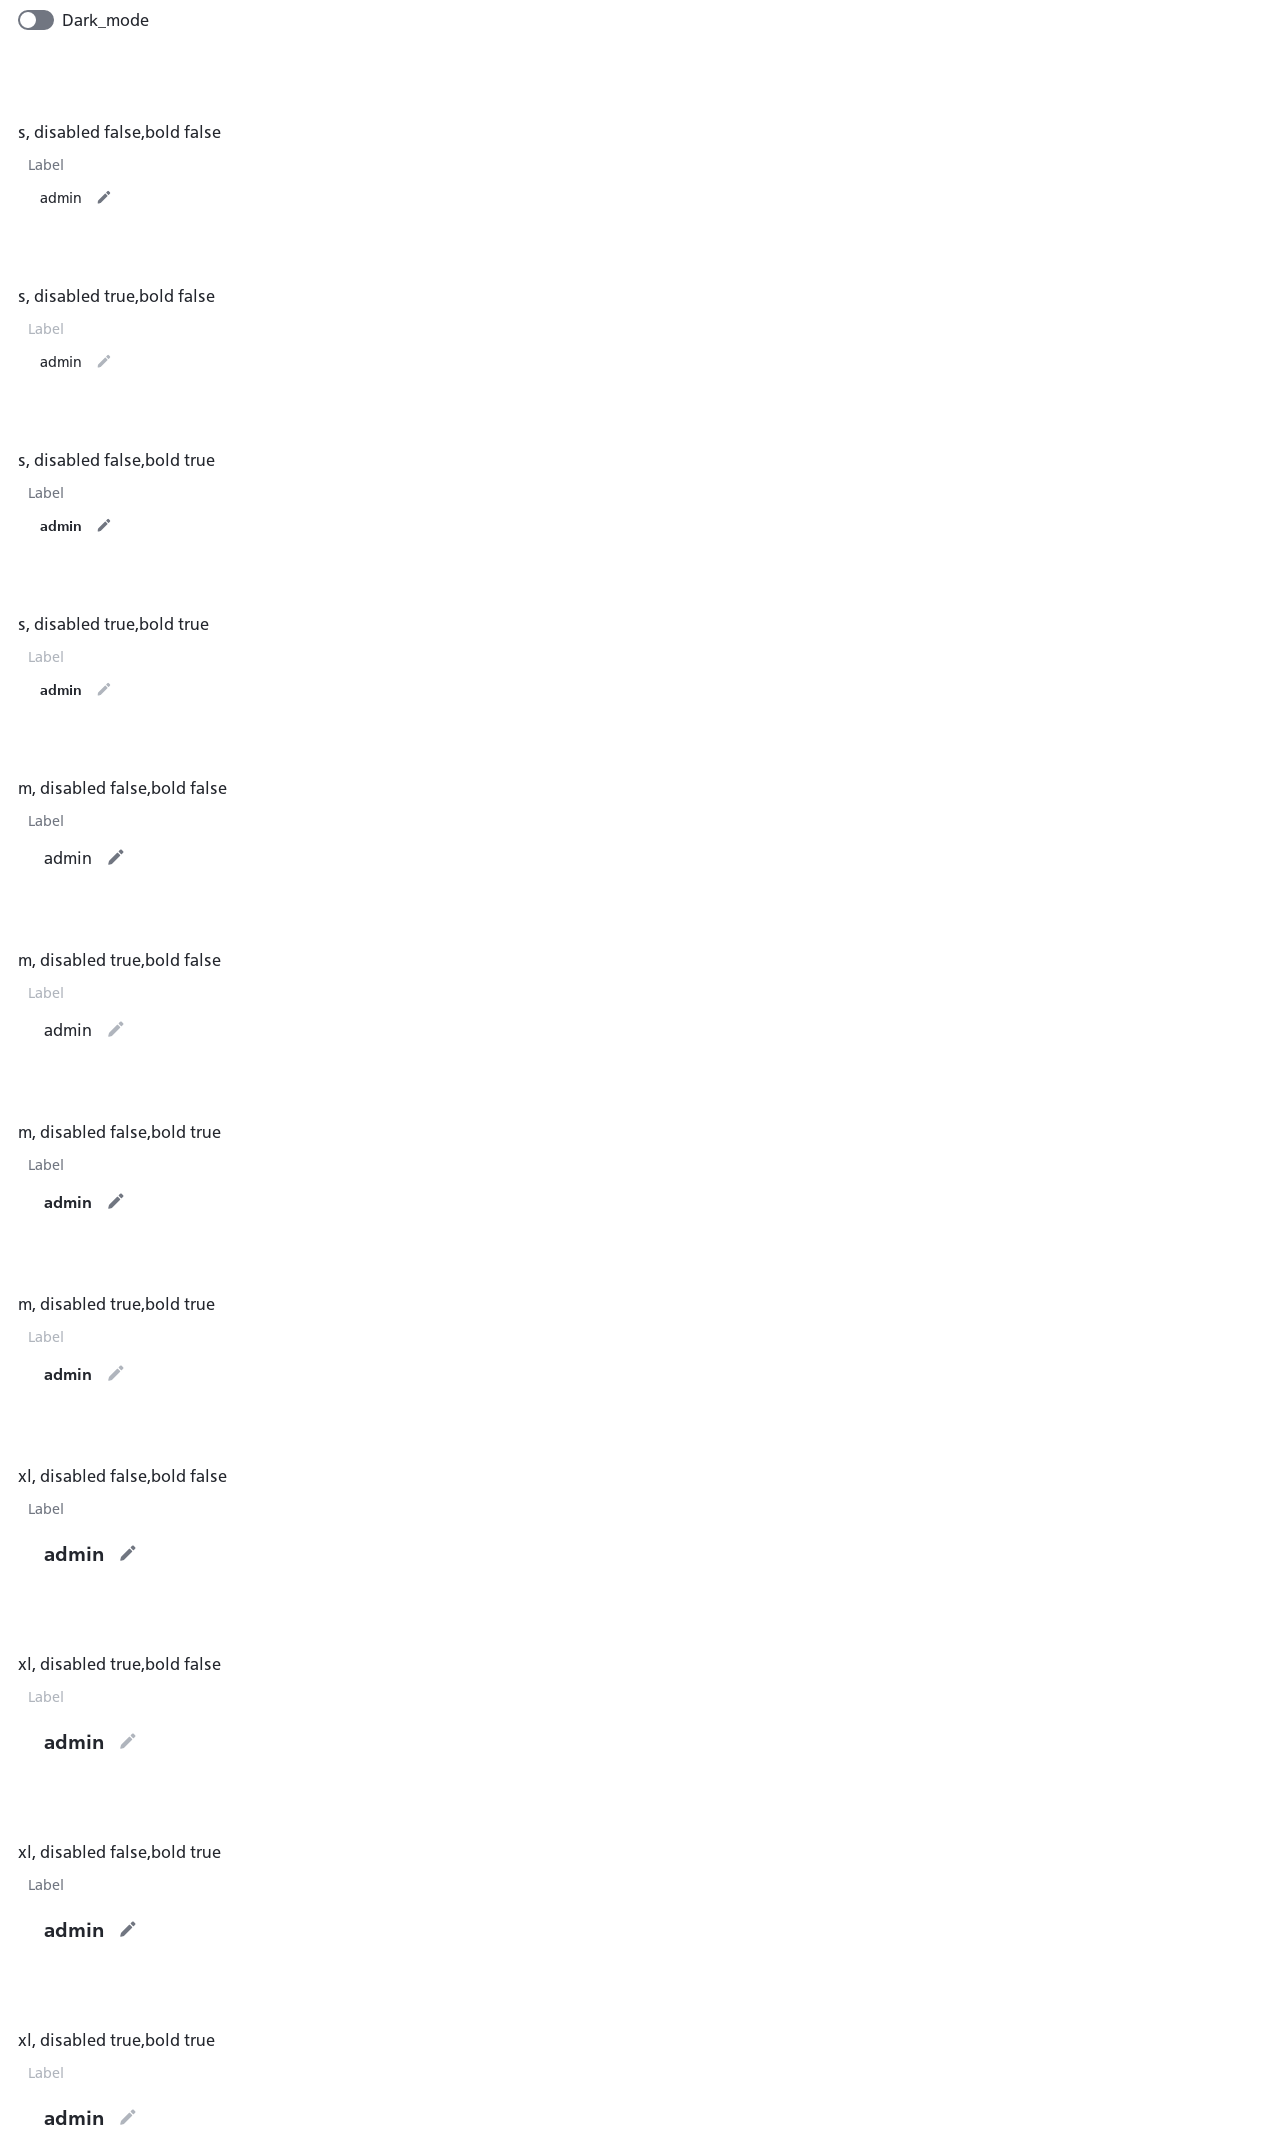 Dark_mode
s, disabled false,bold false
Label
admin
s, disabled true,bold false
Label
admin
s, disabled false,bold true
Label
admin
s, disabled true,bold true
Label
admin
m, disabled false,bold false
Label
admin
m, disabled true,bold false
Label
admin
m, disabled false,bold true
Label
admin
m, disabled true,bold true
Label
admin
xl, disabled false,bold false
Label
admin
xl, disabled true,bold false
Label
admin
xl, disabled false,bold true
Label
admin
xl, disabled true,bold true
Label
admin